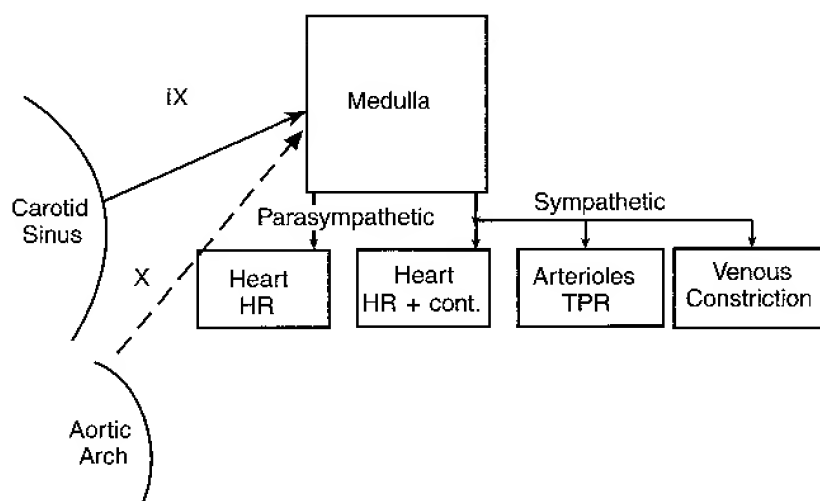 iX
Medulla
Carotid
Sinus
Parasympathetic
Sympathetic
X
Heart
HR
Heart
HR + cont.
Arterioles
TPR
Venous
Constriction
Aortic
Arch